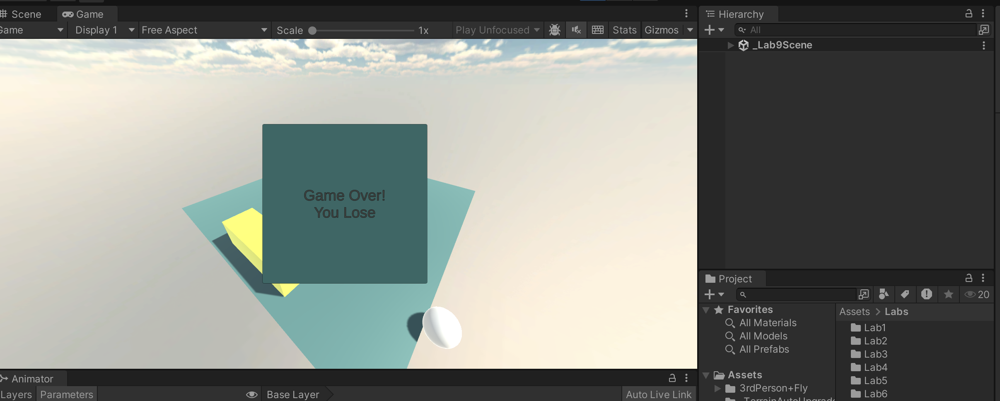 Scene
Game
Game
Display 1
Free Aspect
Scale
1x
Play Unfocused
Stats
Gizmos
Game Over!
You Lose
Animator
Layers
Parameters
Base Layer
Auto Live Link
Hierarchy
All
_Lab9Scene
Project
20
Favorites
All Materials
All Models
All Prefabs
Assets
3rdPerson+Fly
_TerrainAutoUpgrade
Assets > Labs
Lab1
Lab2
Lab3
Lab4
Lab5
Lab6